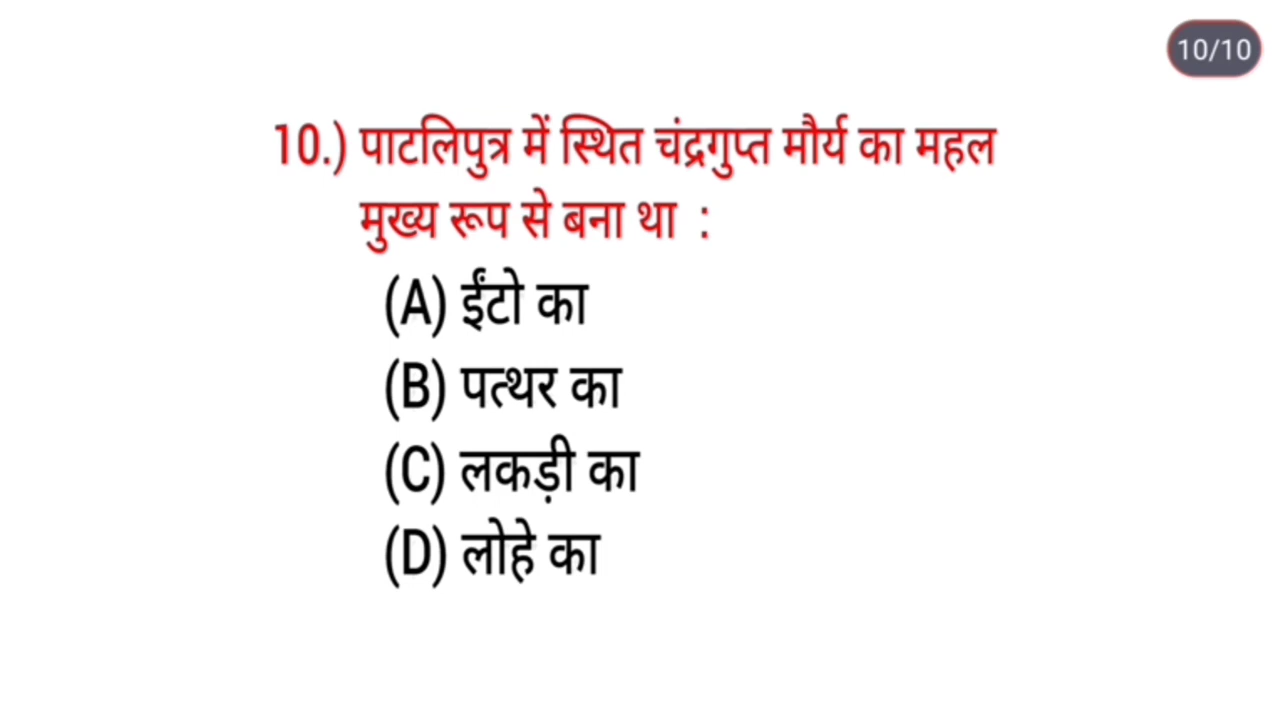 10/10
10.) पाटलिपुत्र में स्थित चंद्रगुप्त मौर्य का महल
मुख्य रूप से बना था :
(A) ईंटो का
(B) पत्थर का
(C) लकड़ी का
(D) लोहे का